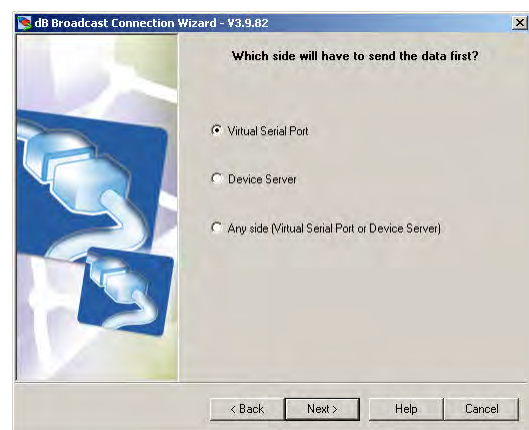 dB Broadcast Connection Wizard - V3.9.82
Which side will have to send the data first?
Virtual Serial Port
Device Server
Any side (Virtual Serial Port or Device Server)
< Back
Next >
Help
Cancel